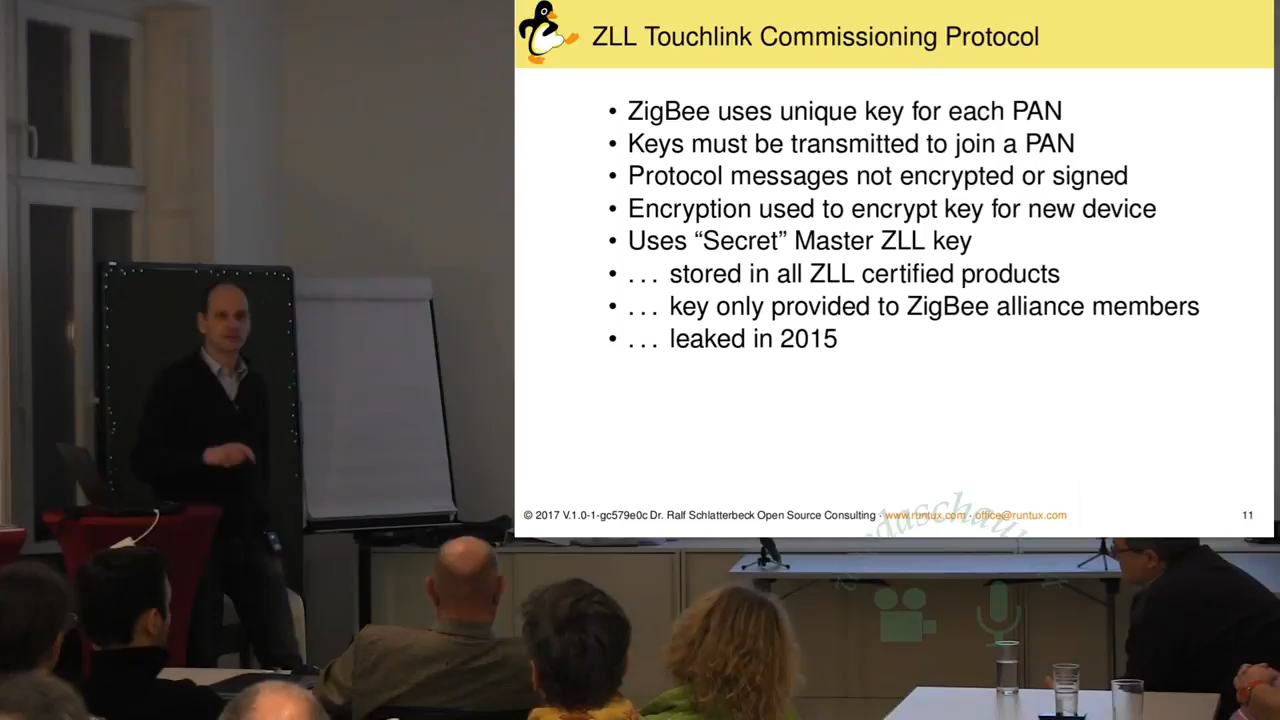 ZLL Touchlink Commissioning Protocol
• ZigBee uses unique key for each PAN
• Keys must be transmitted to join a PAN
• Protocol messages not encrypted or signed
• Encryption used to encrypt key for new device
• Uses “Secret” Master ZLL key
• . . . stored in all ZLL certified products
• . . . key only provided to ZigBee alliance members
• . . . leaked in 2015
© 2017 V.1.0-1-gc579e0c Dr. Ralf Schlatterbeck Open Source Consulting · www.runtux.com · office@runtux.com
11